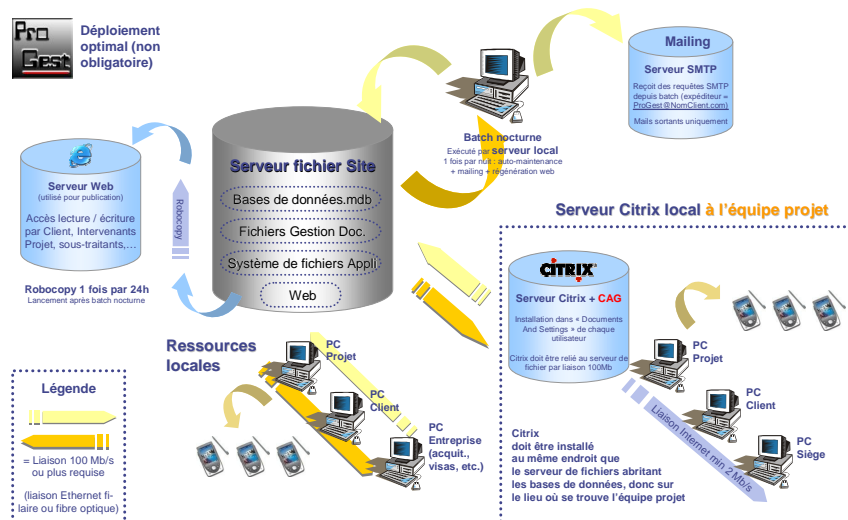 Pro
Gest
Déploiement
optimal (non
obligatoire)
Mailing
Serveur SMTP
Reçoit des requêtes SMTP
depuis batch (expéditeur =
ProGest@NomClient.com)
Mails sortants uniquement
Batch nocturne
Exécuté par serveur local
1 fois par nuit : auto-maintenance
+ mailing + régénération web
Serveur fichier Site
Bases de données.mdb
Fichiers Gestion Doc.
Système de fichiers Appli
Web
Serveur Web
(utilisé pour publication)
Accès lecture / écriture
par Client, Intervenants
Projet, sous-traitants,…
Robocopy
Robocopy 1 fois par 24h
Lancement après batch nocturne
Serveur Citrix local à l'équipe projet
CITRIX
Serveur Citrix + CAG
Installation dans « Documents
And Settings » de chaque
utilisateur
Citrix doit être relié au serveur de
fichier par liaison 100Mb
PC
Projet
PC
Client
PC
Siège
Liaison Internet min 2 Mb/s
Citrix
doit être installé
au même endroit que
le serveur de fichiers abritant
les bases de données, donc sur
le lieu où se trouve l'équipe projet
Ressources
locales
PC
Projet
PC
Client
PC
Entreprise
(acquit.,
visas, etc.)
Légende
= Liaison 100 Mb/s
ou plus requise
(liaison Ethernet fi-
laire ou fibre optique)